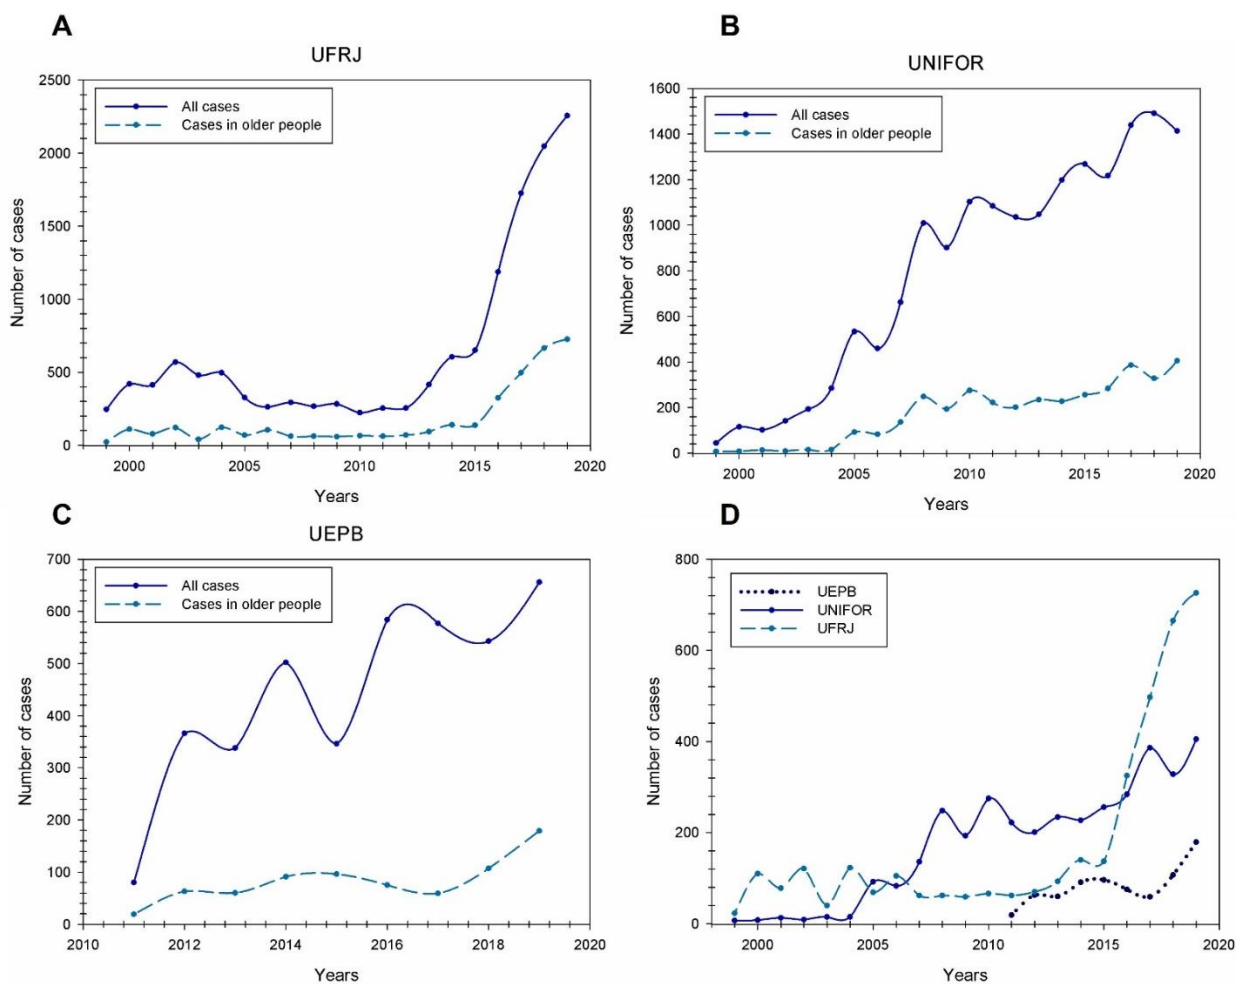 A
UFRJ
All cases
Cases in older people
2500
2000
1500
1000
500
0
Number of cases
2000
2005
2010
2015
2020
Years
B
UNIFOR
All cases
Cases in older people
1600
1400
1200
1000
800
600
400
200
0
Number of cases
2000
2005
2010
2015
2020
Years
C
UEPB
All cases
Cases in older people
700
600
500
400
300
200
100
0
Number of cases
2010
2012
2014
2016
2018
2020
Years
D
UEPB
UNIFOR
UFRJ
800
600
400
200
0
Number of cases
2000
2005
2010
2015
2020
Years